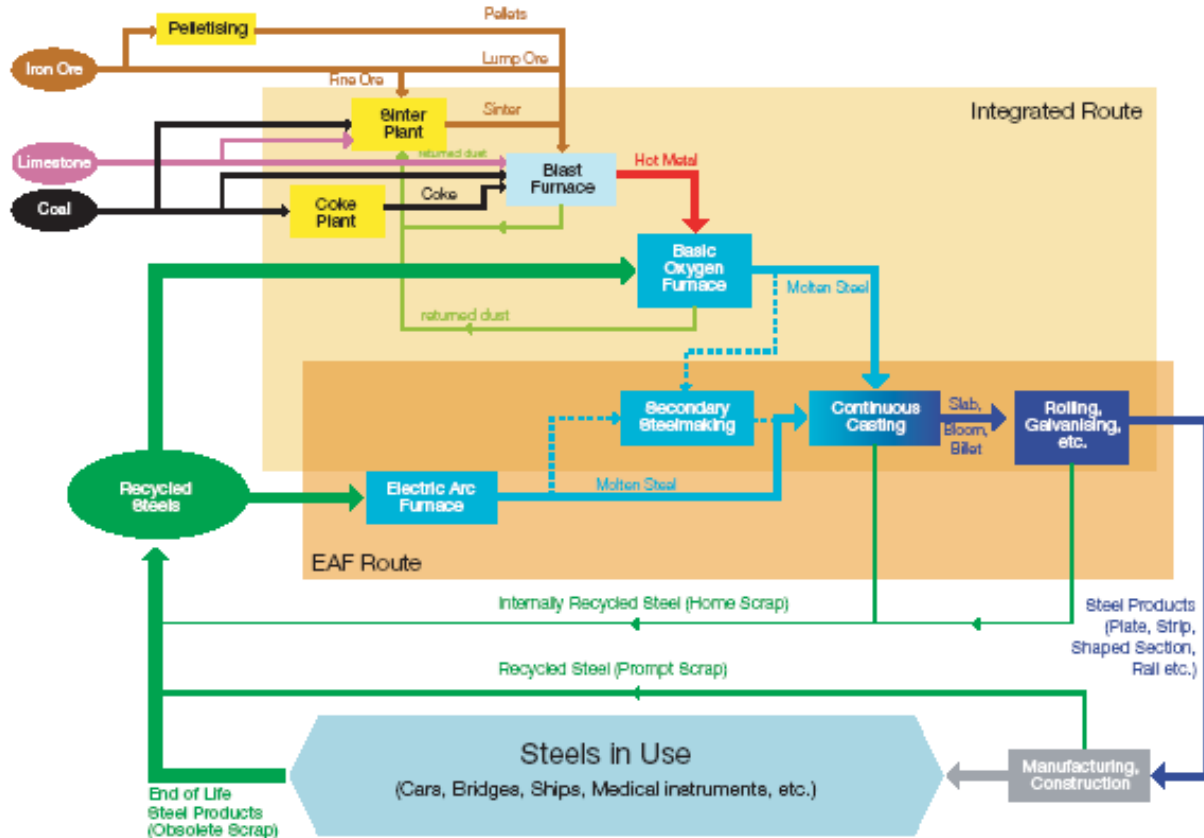 Pellets
Pelletising
Iron Ore
Lump Ore
Fine Ore
Sinter
Plant
Sinter
Integrated Route
Limestone
returned dust
Blast
Furnace
Hot Metal
Coal
Coke
Plant
Coke
Basic
Oxygen
Furnace
Molten Steel
returned dust
Secondary
Steelmaking
Continuous
Casting
Slab,
Bloom,
Billet
Rolling,
Galvanising,
etc.
Recycled
Steels
Electric Arc
Furnace
Molten Steel
EAF Route
Internally Recycled Steel (Home Scrap)
Steel Products
(Plate, Strip,
Shaped Section,
Rail etc.)
Recycled Steel (Prompt Scrap)
Steels in Use
(Cars, Bridges, Ships, Medical instruments, etc.)
Manufacturing,
Construction
End of Life
Steel Products
(Obsolete Scrap)